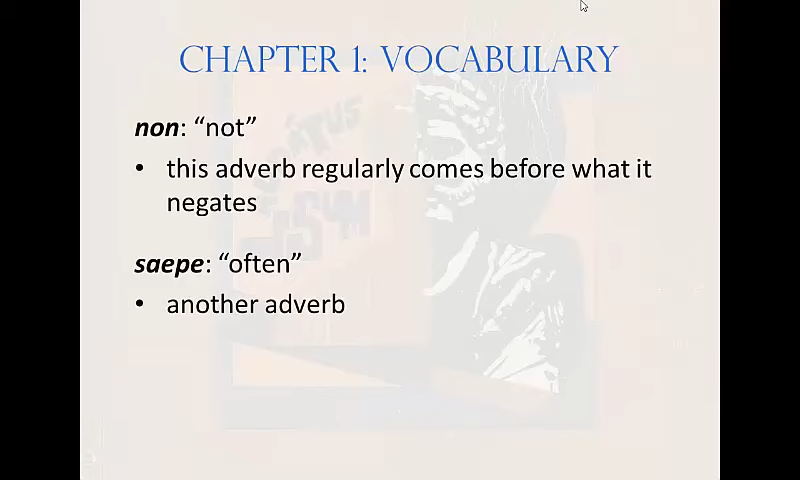 CHAPTER 1: VOCABULARY
non: “not”
• this adverb regularly comes before what it
negates
saepe: “often”
• another adverb